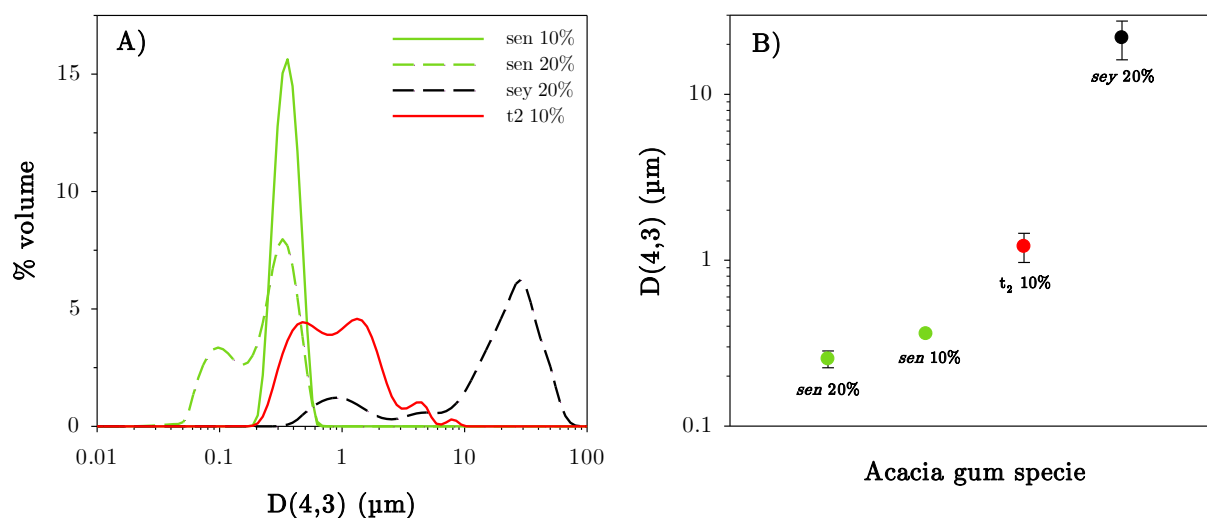 A)
sen 10%
sen 20%
sey 20%
t2 10%
15
10
5
0
% volume
0.01 0.1 1 10 100
D(4,3) (µm)
B)
sey 20%
t₂ 10%
sen 10%
sen 20%
10
1
0.1
D(4,3) (µm)
Acacia gum specie